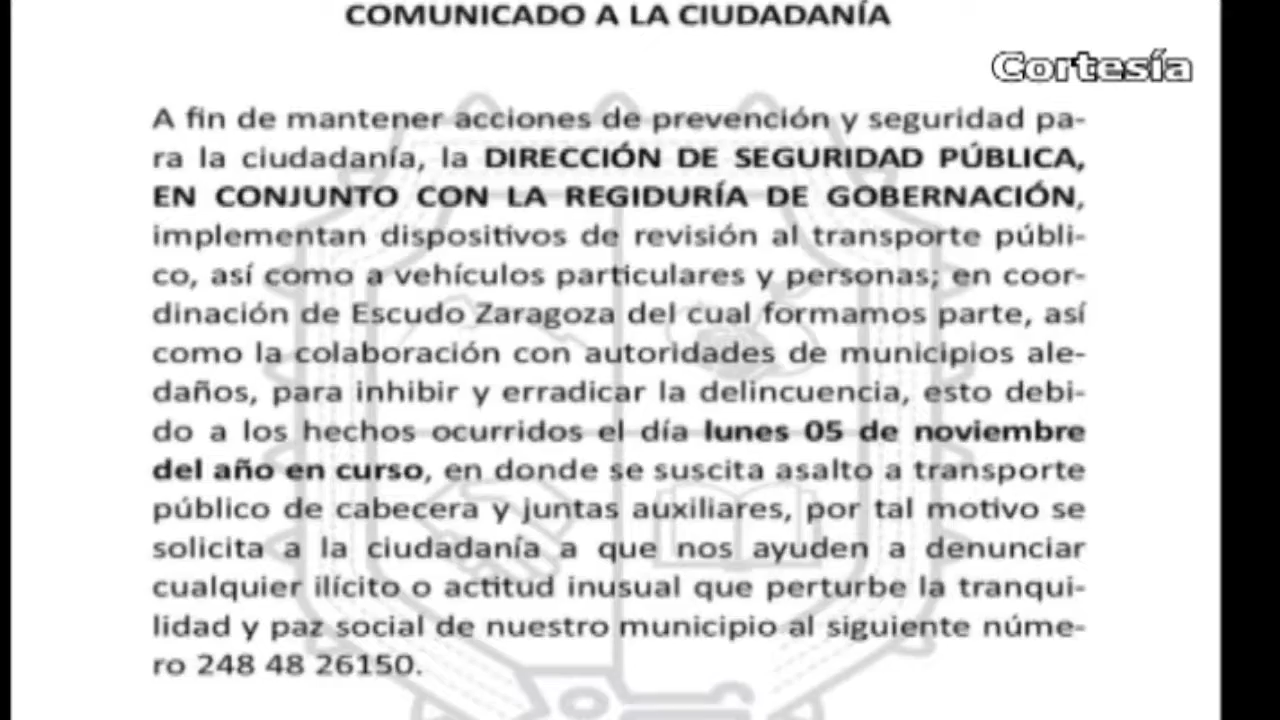 COMUNICADO A LA CIUDADANÍA
Cortesía
A fin de mantener acciones de prevención y seguridad pa-
ra la ciudadanía, la DIRECCIÓN DE SEGURIDAD PÚBLICA,
EN CONJUNTO CON LA REGIDURÍA DE GOBERNACIÓN,
implementan dispositivos de revisión al transporte públi-
co, así como a vehículos particulares y personas; en coor-
dinación de Escudo Zaragoza del cual formamos parte, así
como la colaboración con autoridades de municipios ale-
daños, para inhibir y erradicar la delincuencia, esto debi-
do a los hechos ocurridos el día lunes 05 de noviembre
del año en curso, en donde se suscita asalto a transporte
público de cabecera y juntas auxiliares, por tal motivo se
solicita a la ciudadanía a que nos ayuden a denunciar
cualquier ilícito o actitud inusual que perturbe la tranqui-
lidad y paz social de nuestro municipio al siguiente núme-
ro 248 48 26150.